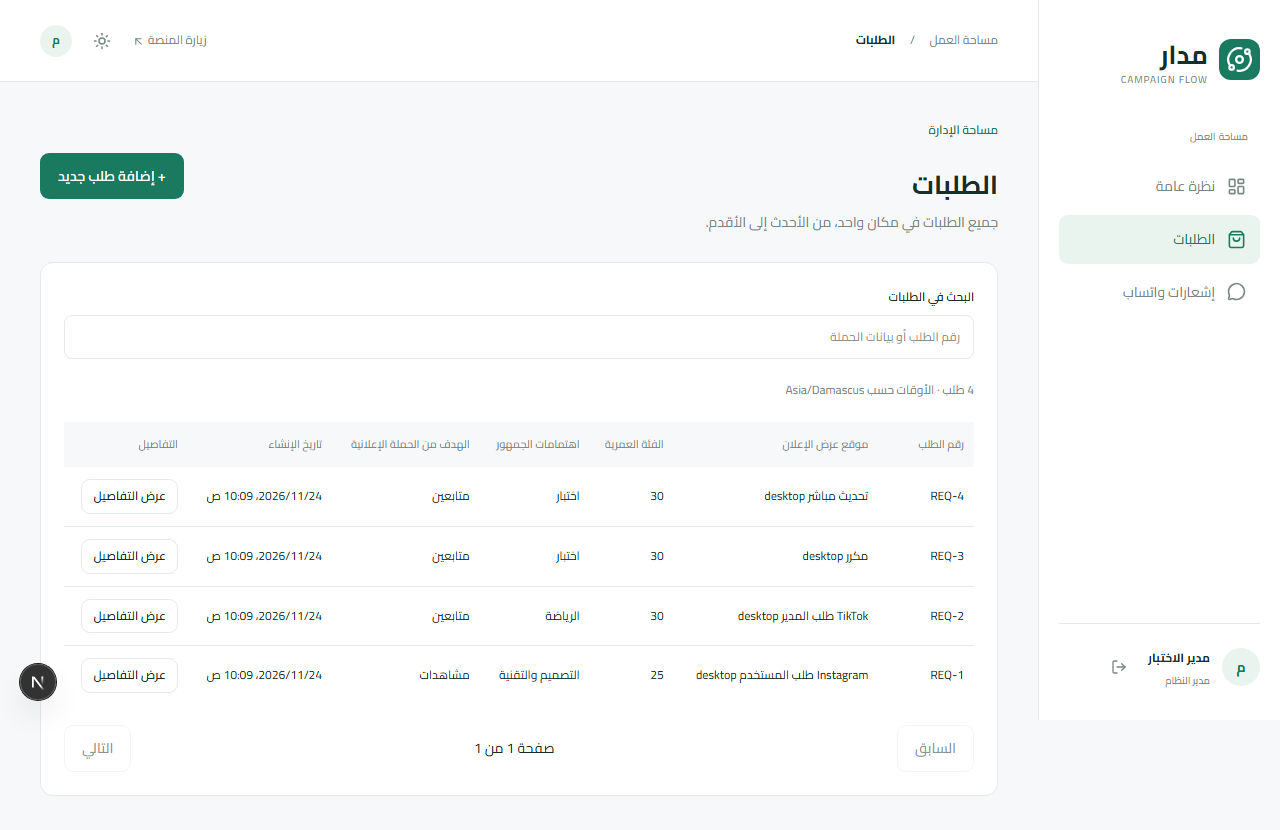 مدار
CAMPAIGN FLOW
مساحة العمل
نظرة عامة
الطلبات
إشعارات واتساب
مدير الاختبار
مدير النظام
م
مساحة العمل / الطلبات
زيارة المنصة
م
مساحة الإدارة
الطلبات
جميع الطلبات في مكان واحد، من الأحدث إلى الأقدم.
+ إضافة طلب جديد
البحث في الطلبات
رقم الطلب أو بيانات الحملة
4 طلب · الأوقات حسب Asia/Damascus
رقم الطلب موقع عرض الإعلان الفئة العمرية اهتمامات الجمهور الهدف من الحملة الإعلانية تاريخ الإنشاء التفاصيل
REQ-4 تحديث مباشر desktop 30 اختبار متابعين 2026/11/24، 10:09 ص عرض التفاصيل
REQ-3 مكرر desktop 30 اختبار متابعين 2026/11/24، 10:09 ص عرض التفاصيل
REQ-2 TikTok طلب المدير desktop 30 الرياضة متابعين 2026/11/24، 10:09 ص عرض التفاصيل
REQ-1 Instagram طلب المستخدم desktop 25 التصميم والتقنية مشاهدات 2026/11/24، 10:09 ص عرض التفاصيل
السابق صفحة 1 من 1 التالي
N